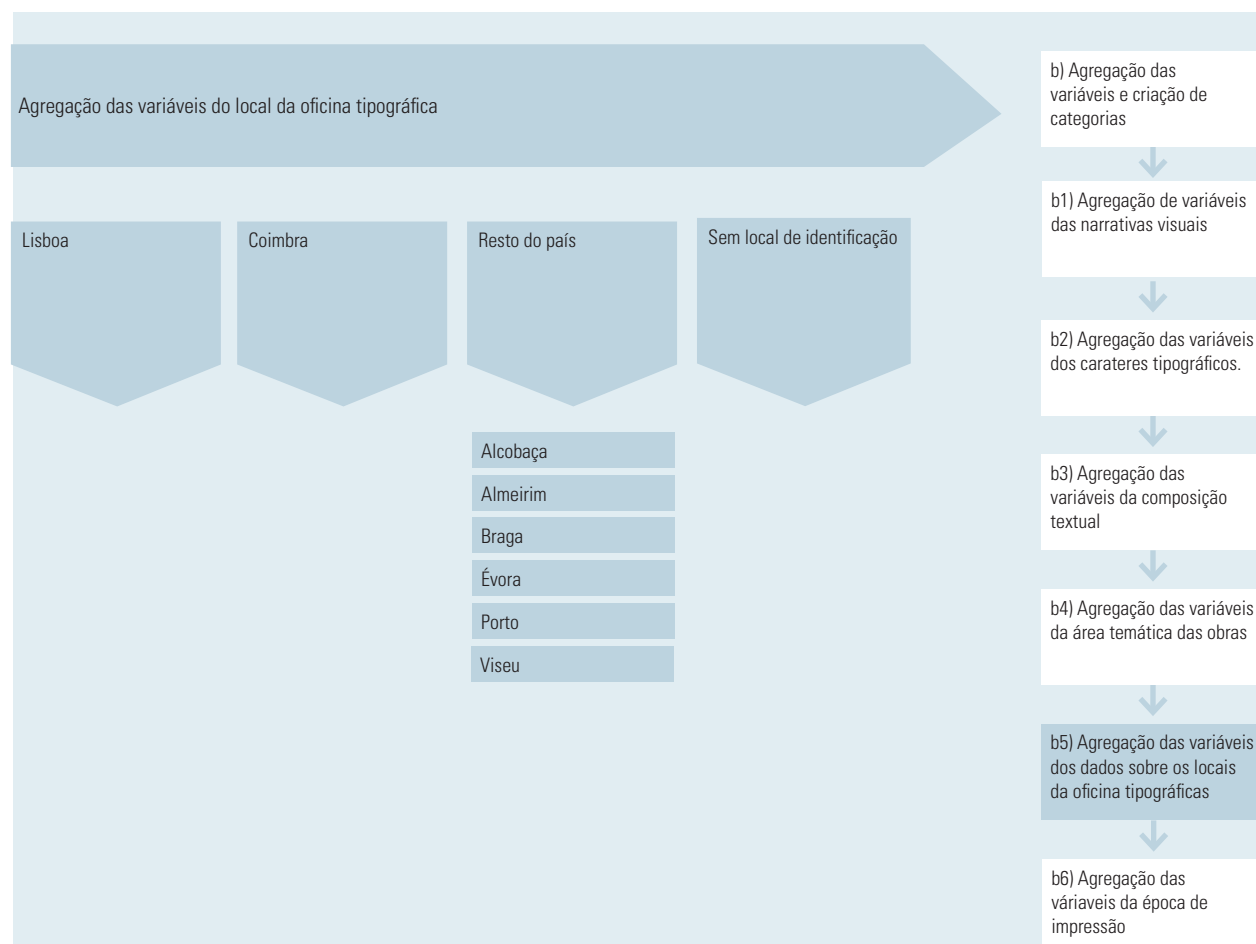 Agregação das variáveis do local da oficina tipográfica
Lisboa
Coimbra
Resto do país
Sem local de identificação
Alcobaça
Almeirim
Braga
Évora
Porto
Viseu
b) Agregação das
variáveis e criação de
categorias
b1) Agregação de variáveis
das narrativas visuais
b2) Agregação das variáveis
dos carateres tipográficos.
b3) Agregação das
variáveis da composição
textual
b4) Agregação das variáveis
da área temática das obras
b5) Agregação das variáveis
dos dados sobre os locais
da oficina tipográficas
b6) Agregação das
váriaveis da época de
impressão